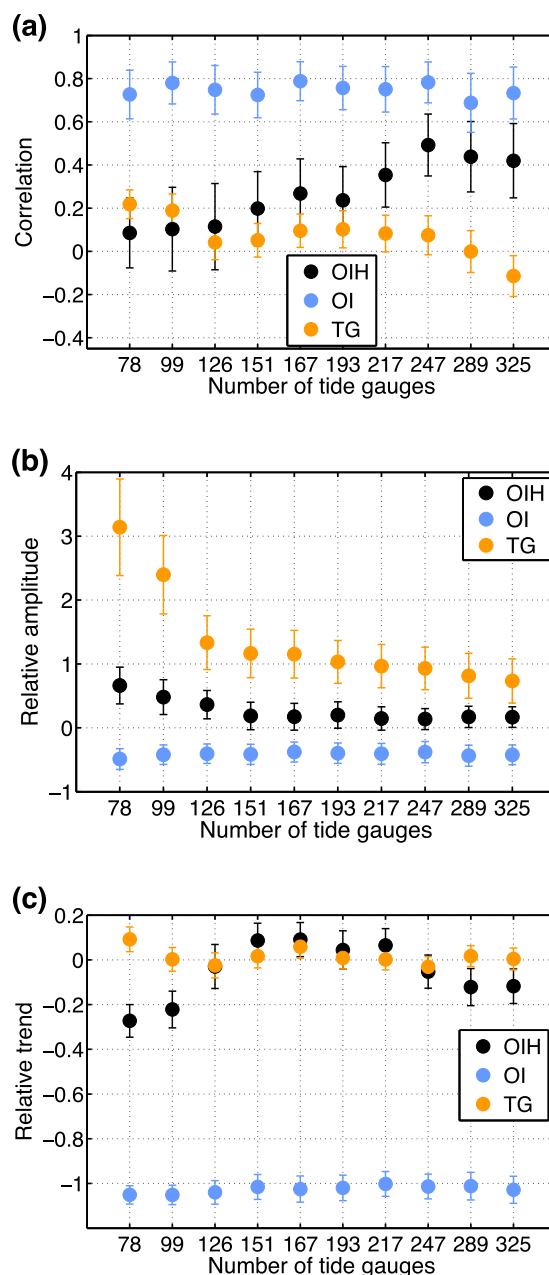 (a)
1
0.8
0.6
0.4
0.2
0
−0.2
−0.4
Correlation
OIH
OI
TG
78 99 126 151 167 193 217 247 289 325
Number of tide gauges
(b)
4
3
2
1
0
−1
Relative amplitude
OIH
OI
TG
78 99 126 151 167 193 217 247 289 325
Number of tide gauges
(c)
0.2
0
−0.2
−0.4
−0.6
−0.8
−1
Relative trend
OIH
OI
TG
78 99 126 151 167 193 217 247 289 325
Number of tide gauges